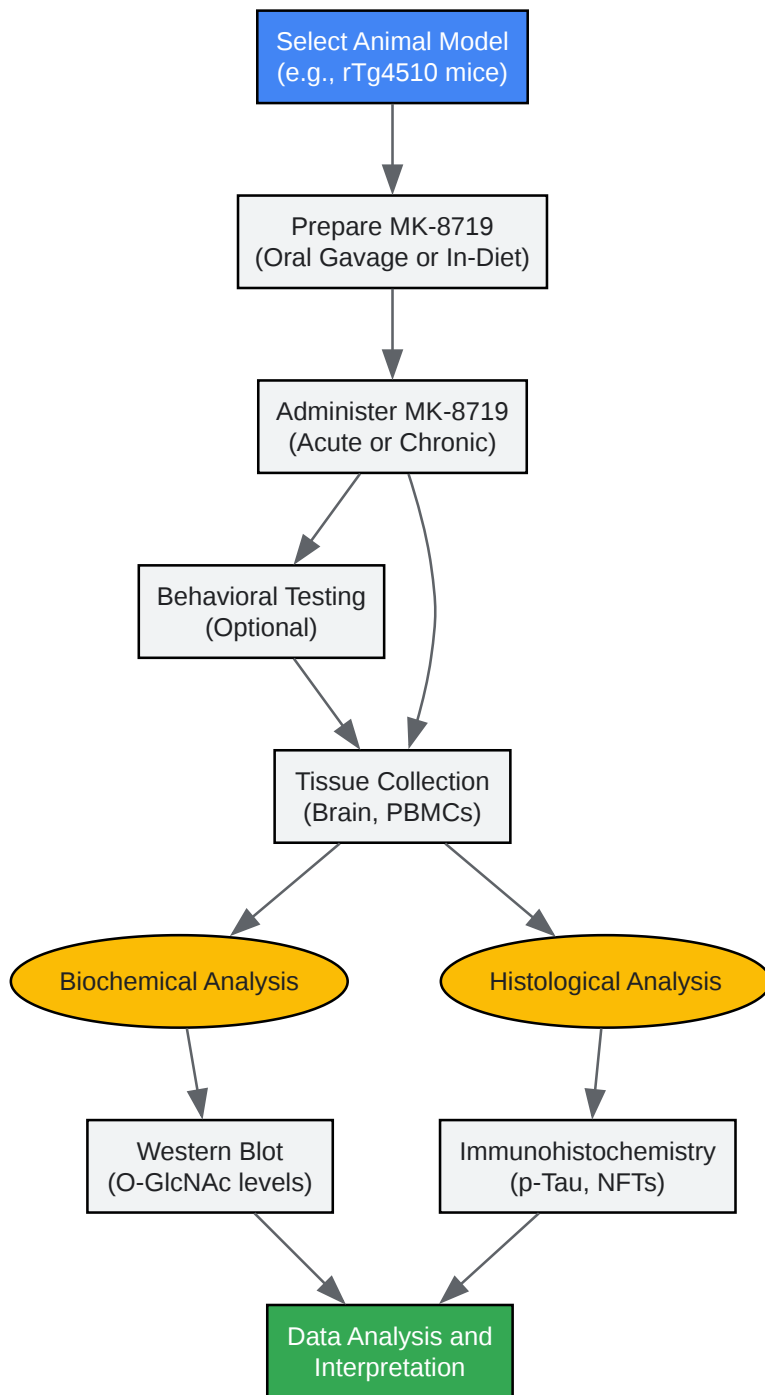 Select Animal Model
(e.g., rTg4510 mice)
Prepare MK-8719
(Oral Gavage or In-Diet)
Administer MK-8719
(Acute or Chronic)
Behavioral Testing
(Optional)
Tissue Collection
(Brain, PBMCs)
Biochemical Analysis
Histological Analysis
Western Blot
(O-GlcNAc levels)
Immunohistochemistry
(p-Tau, NFTs)
Data Analysis and
Interpretation